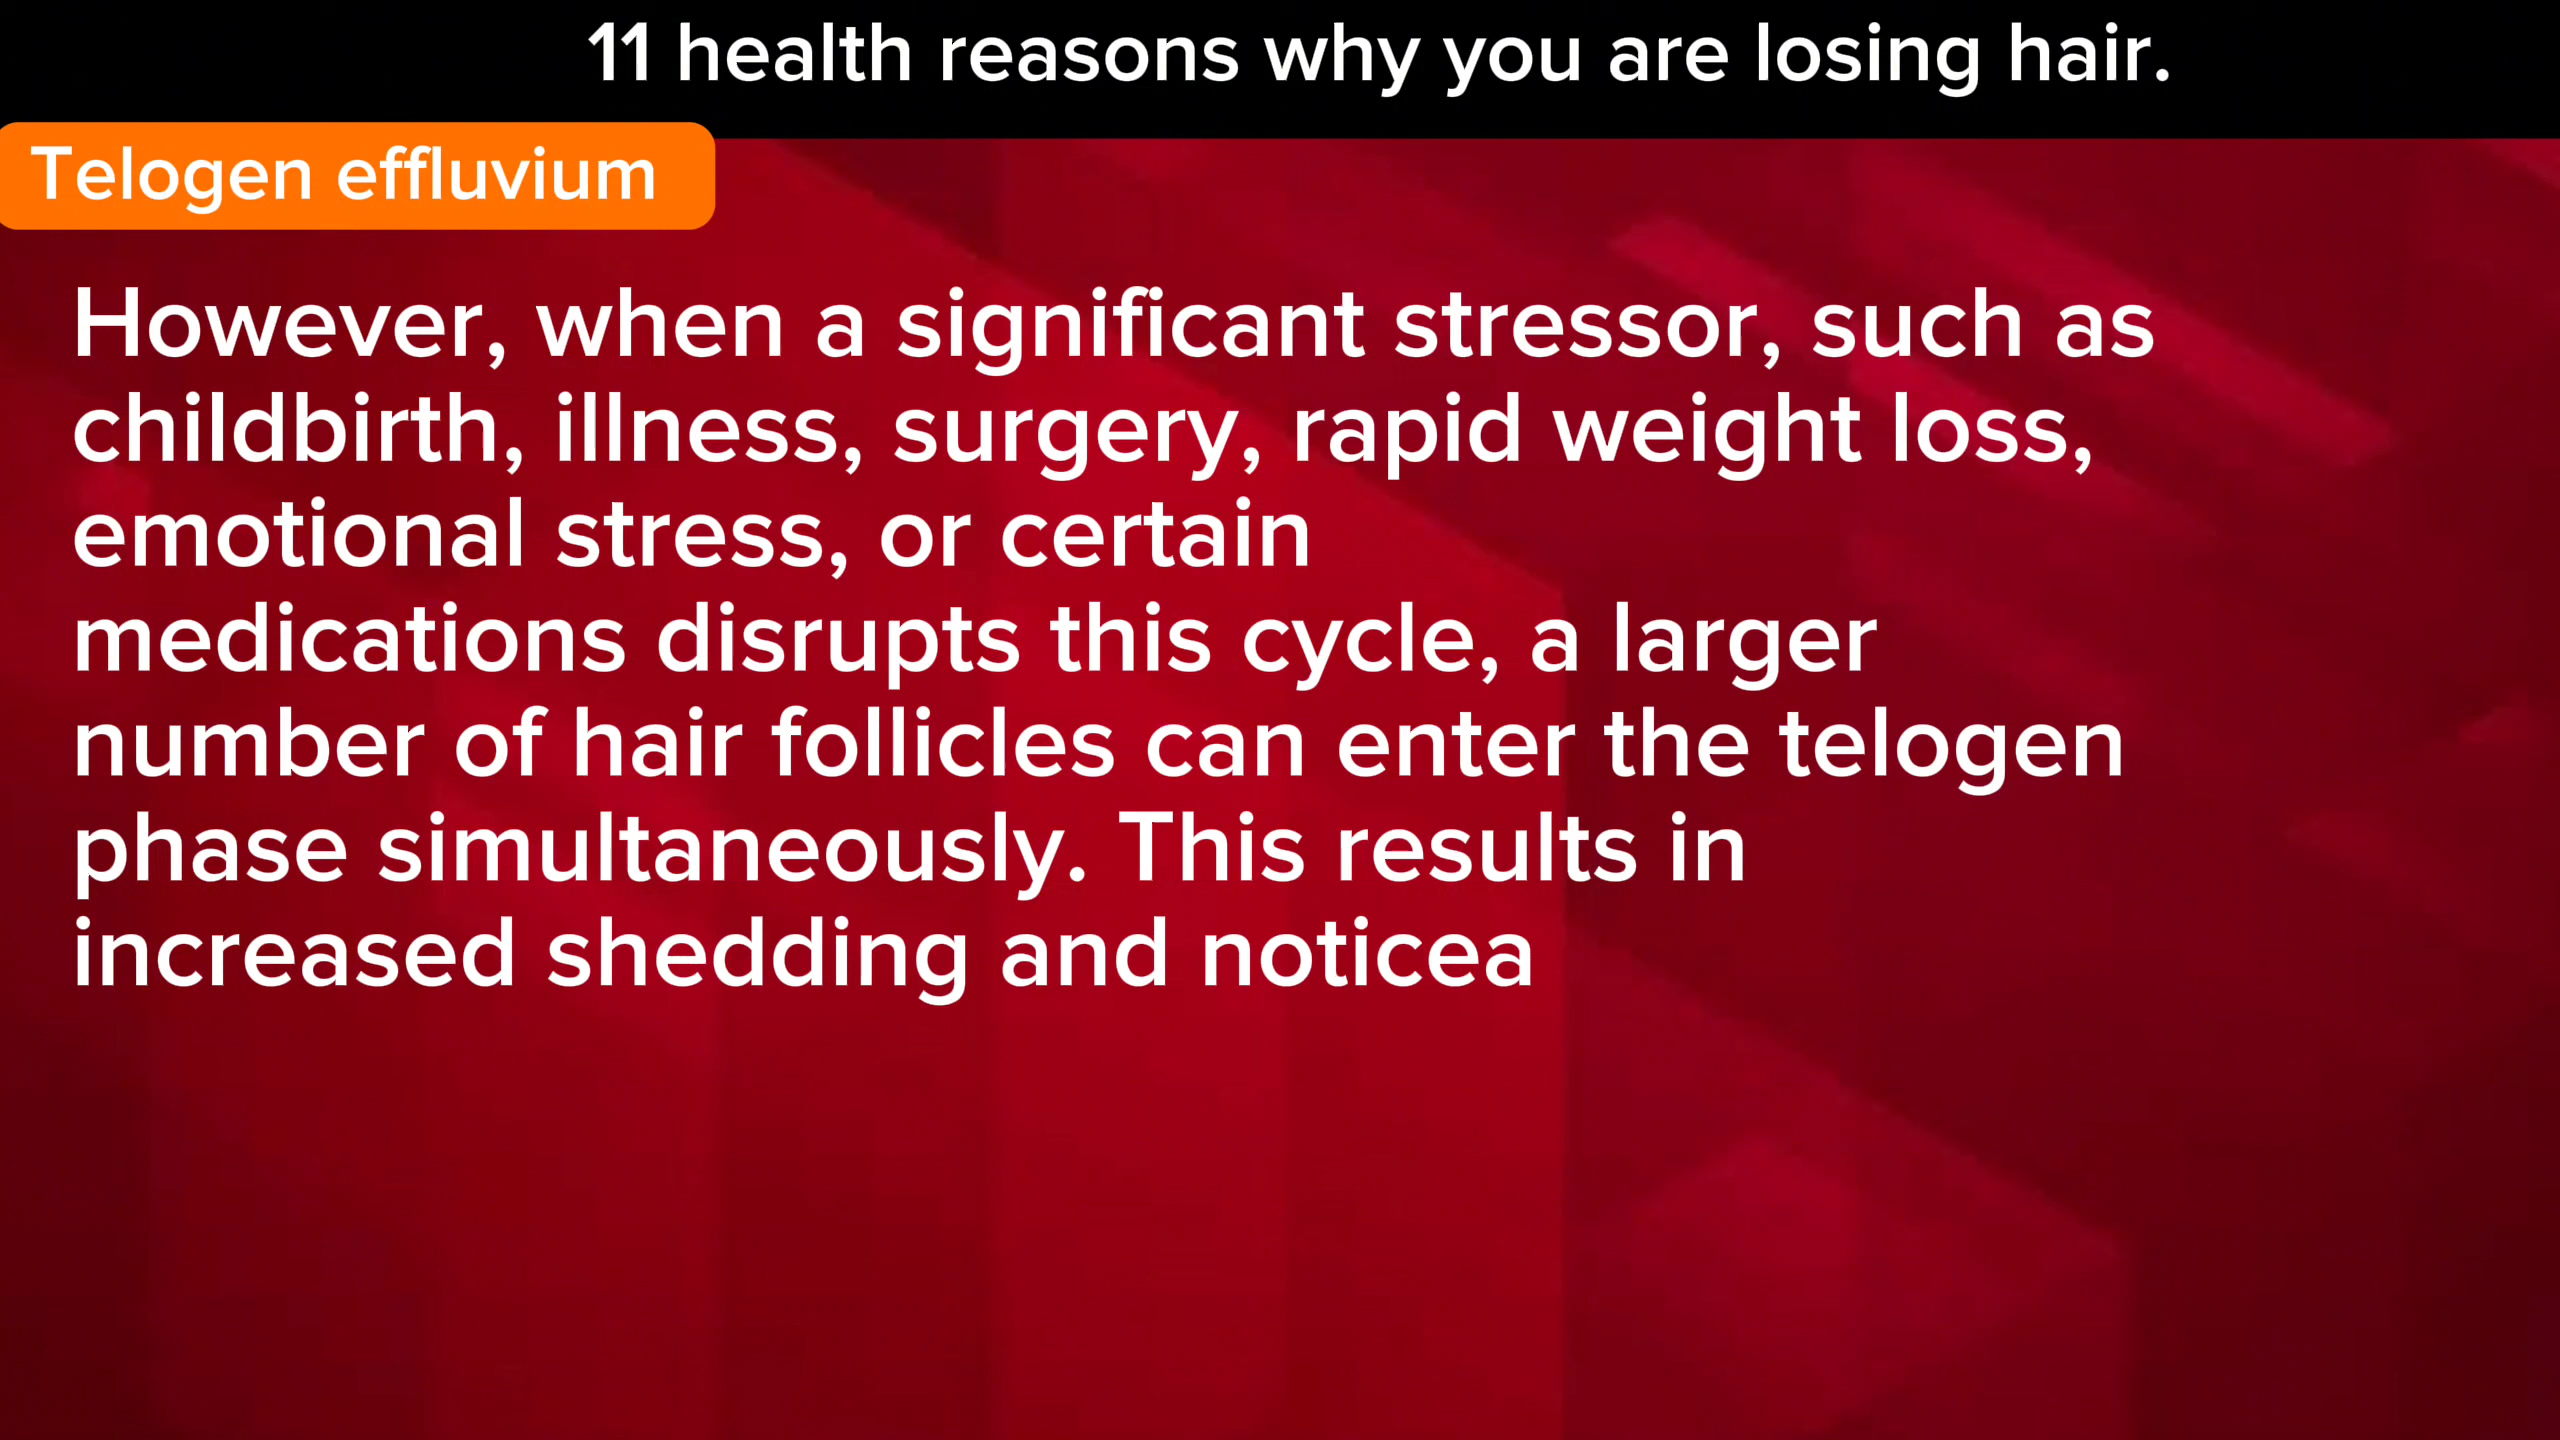 11 health reasons why you are losing hair.
Telogen effluvium
However, when a significant stressor, such as
childbirth, illness, surgery, rapid weight loss,
emotional stress, or certain
medications disrupts this cycle, a larger
number of hair follicles can enter the telogen
phase simultaneously. This results in
increased shedding and noticea